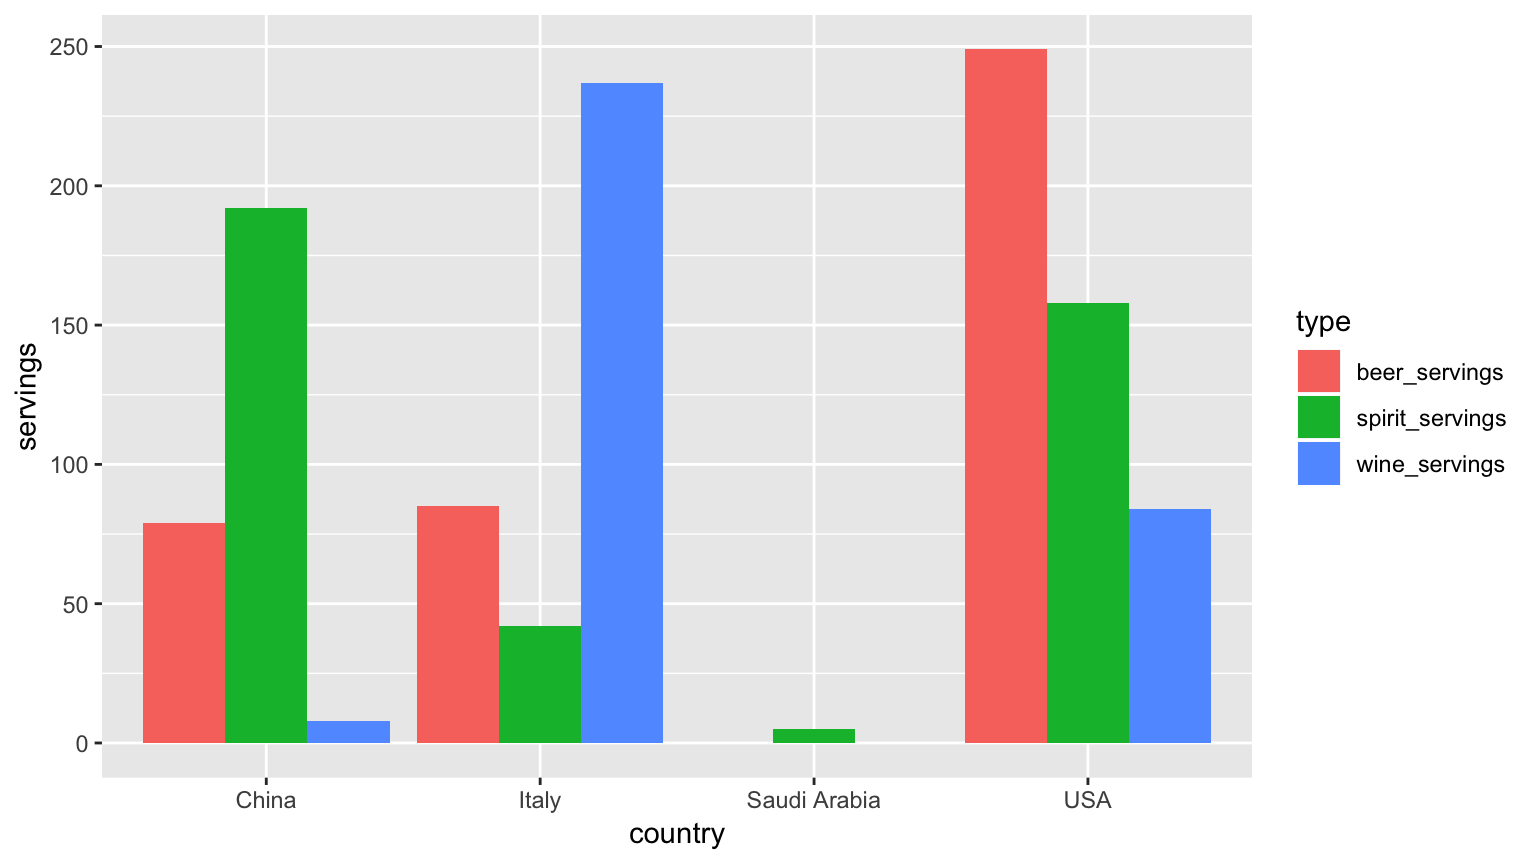 250
200
150
100
50
0
servings
China
Italy
Saudi Arabia
USA
country
type
beer_servings
spirit_servings
wine_servings